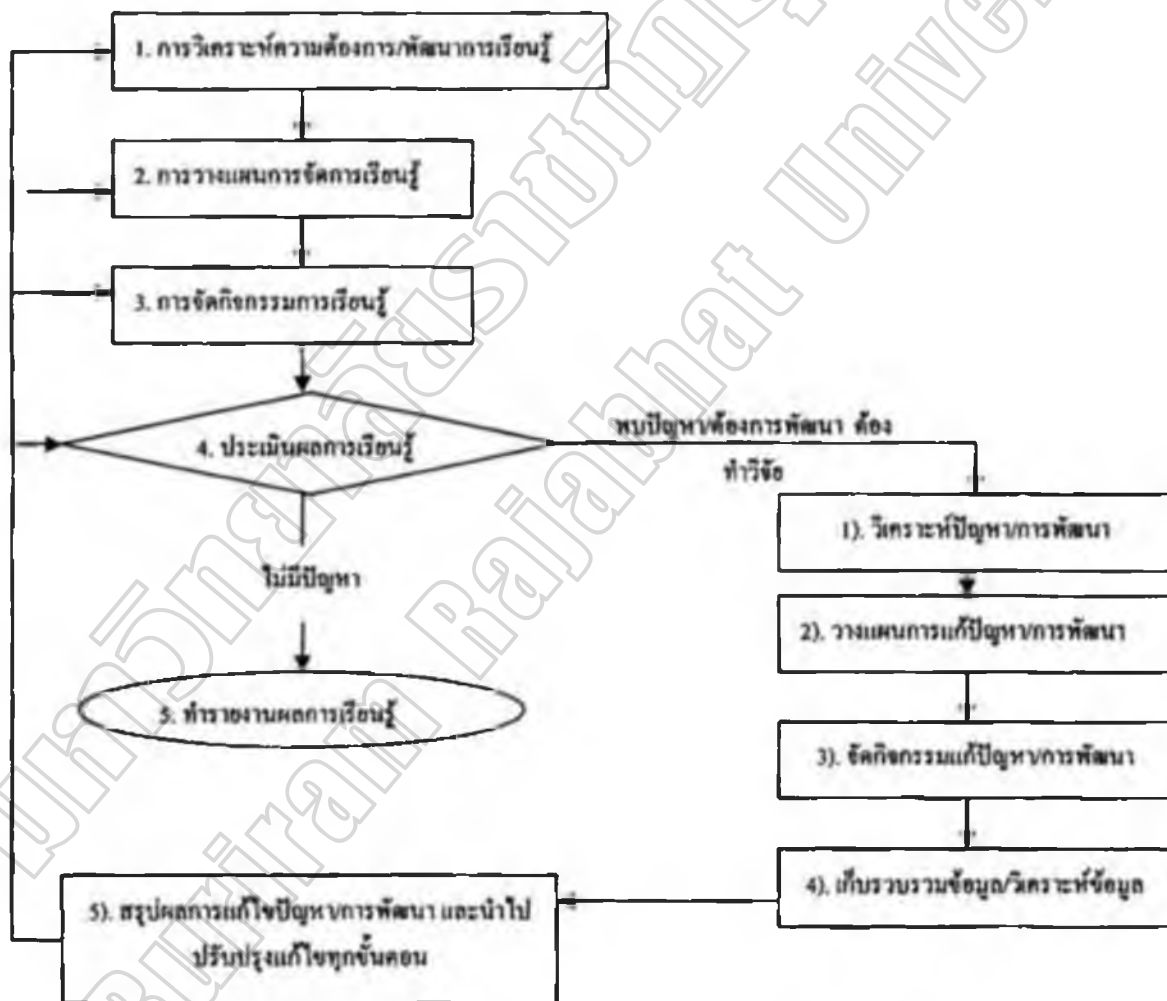 1. การวิเคราะห์ความต้องการ/พัฒนาการเรียนรู้
2. การวางแผนการจัดการเรียนรู้
3. การจัดกิจกรรมการเรียนรู้
4. ประเมินผลการเรียนรู้
พบปัญหา/ต้องการพัฒนา ต้อง
ทำวิจัย
ไม่มีปัญหา
5. ทำรายงานผลการเรียนรู้
1). วิเคราะห์ปัญหา/การพัฒนา
2). วางแผนการแก้ปัญหา/การพัฒนา
3). จัดกิจกรรมแก้ปัญหา/การพัฒนา
4). เก็บรวบรวมข้อมูล/วิเคราะห์ข้อมูล
5). สรุปผลการแก้ไขปัญหา/การพัฒนา และนำไป
ปรับปรุงแก้ไขทุกขั้นตอน
Buriram Rajabhat